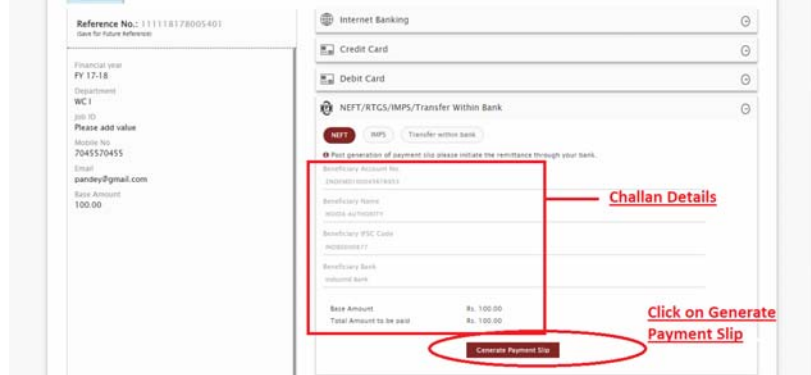 Reference No.: 111118178005401
(Save for Future Reference)
Financial year
FY 17-18
Department
WC I
Job ID
Please add value
Mobile No
7045570455
Email
pandey@gmail.com
Base Amount
100.00
Internet Banking
Credit Card
Debit Card
NEFT/RTGS/IMPS/Transfer Within Bank
NEFT
IMPS
Transfer within bank
Post generation of payment slip please initiate the remittance through your bank.
Beneficiary Account No
Beneficiary Name
NOIDA AUTHORITY
Beneficiary IFSC Code
Beneficiary Bank
IndusInd Bank
Base Amount Rs. 100.00
Total Amount to be paid Rs. 100.00
Generate Payment Slip
Challan Details
Click on Generate
Payment Slip